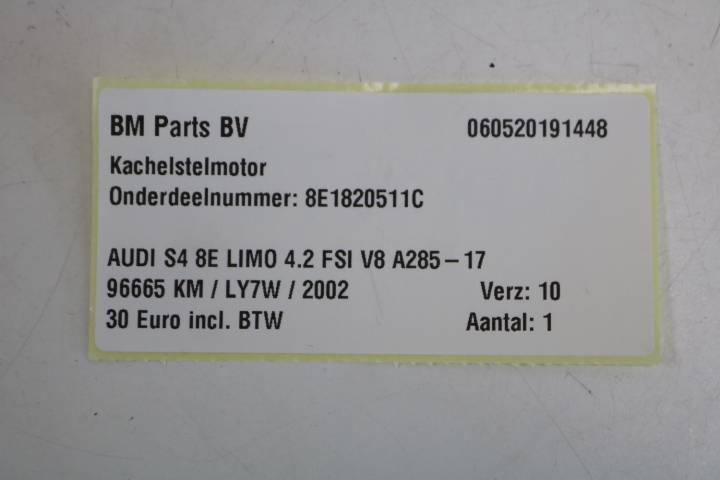 BM Parts BV 060520191448
Kachelstelmotor
Onderdeelnummer: 8E1820511C
AUDI S4 8E LIMO 4.2 FSI V8 A285-17
96665 KM / LY7W / 2002 Verz: 10
30 Euro incl. BTW Aantal: 1